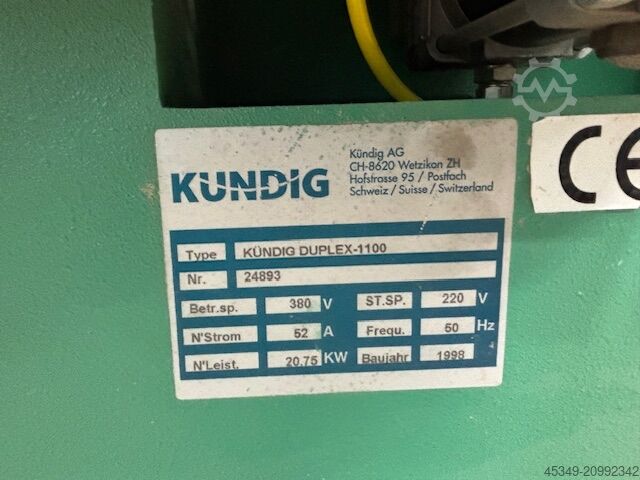 KÜNDIG
Kündig AG
CH-8620 Wetzikon ZH
Hofstrasse 95 / Postfach
Schweiz / Suisse / Switzerland
Type KÜNDIG DUPLEX-1100
Nr. 24893
Betr.sp. 380 V ST.SP. 220 V
N'Strom 52 A Frequ. 50 Hz
N'Leist. 20.75 KW Baujahr 1998
CE
45349-20992342